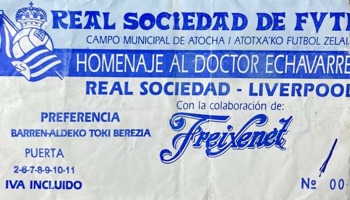 REAL SOCIEDAD DE FVTB
CAMPO MUNICIPAL DE ATOCHA / ATOTXA'KO FUTBOL ZELAI
HOMENAJE AL DOCTOR ECHAVARRE
REAL SOCIEDAD - LIVERPOOL
Con la colaboración de:
Freixenet
PREFERENCIA
BARREN-ALDEKO TOKI BEREZIA
PUERTA
2-6-7-8-9-10-11
IVA INCLUIDO
Nº 00